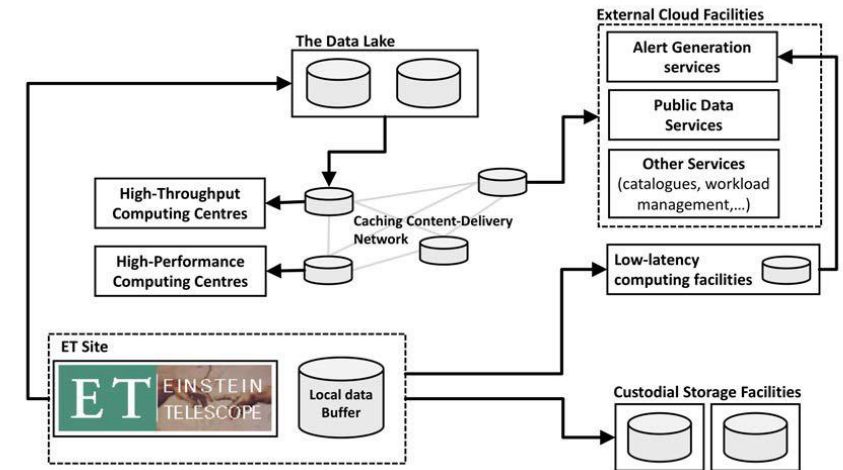 External Cloud Facilities
The Data Lake
Alert Generation
services
Public Data
Services
Other Services
(catalogues, workload
management,...)
High-Throughput
Computing Centres
Caching Content-Delivery
Network
High-Performance
Computing Centres
Low-latency
computing facilities
ET Site
ET
EINSTEIN
TELESCOPE
Local data
Buffer
Custodial Storage Facilities